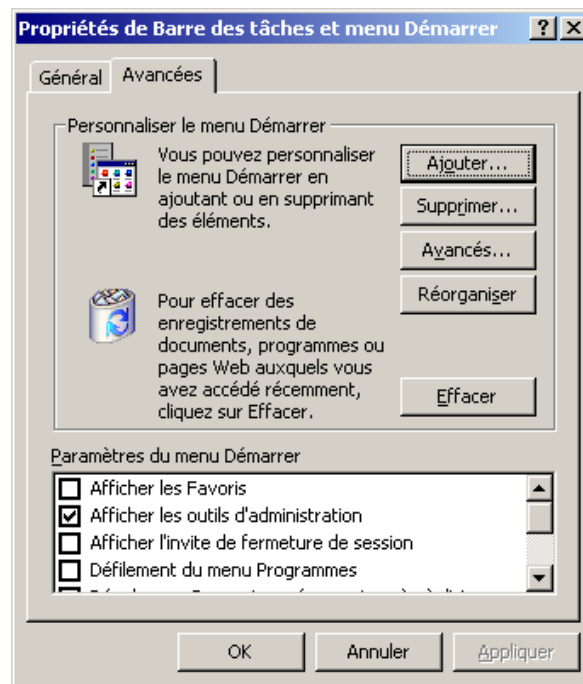 Propriétés de Barre des tâches et menu Démarrer
Général
Avancées
Personnaliser le menu Démarrer
Vous pouvez personnaliser
le menu Démarrer en
ajoutant ou en supprimant
des éléments.
Ajouter...
Supprimer...
Avancés...
Réorganiser
Pour effacer des
enregistrements de
documents, programmes ou
pages Web auxquels vous
avez accédé récemment,
cliquez sur Effacer.
Effacer
Paramètres du menu Démarrer
Afficher les Favoris
Afficher les outils d'administration
Afficher l'invite de fermeture de session
Défilement du menu Programmes
OK
Annuler
Appliquer